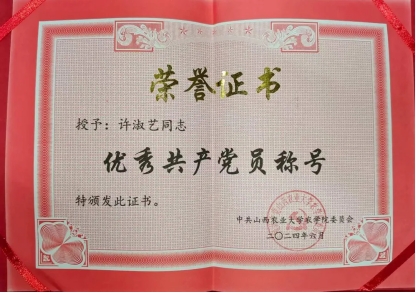 荣誉证书
授予：许淑艺同志
优秀共产党员称号
特颁发此证书。
中共山西农业大学农学院委员会
二〇二四年六月